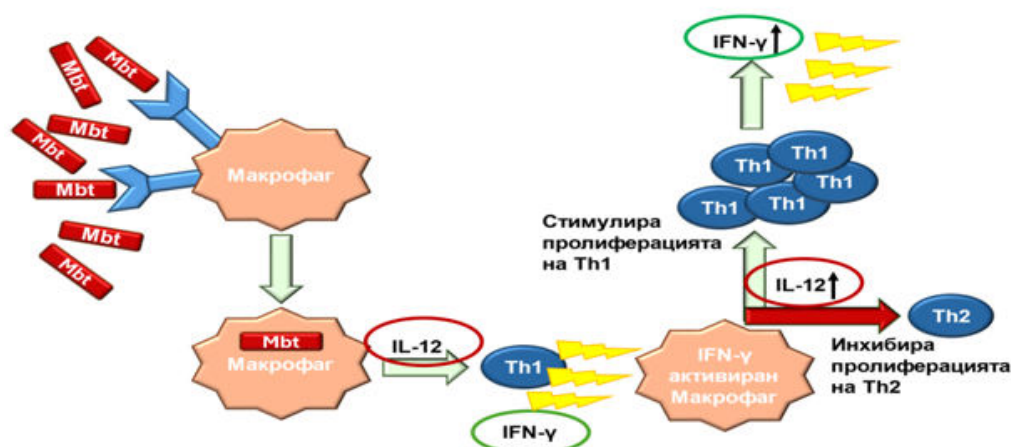 Mbt
Mbt
Mbt
Mbt
Mbt
Mbt
Mbt
Макрофаг
Mbt
Макрофаг
IL-12
Th1
IFN-γ
IFN-γ
активиран
Макрофаг
IL-12
Стимулира
пролиферацията
на Th1
Th2
Инхибира
пролиферацията
на Th2
Th1
Th1
Th1
Th1
Th1
IFN-γ